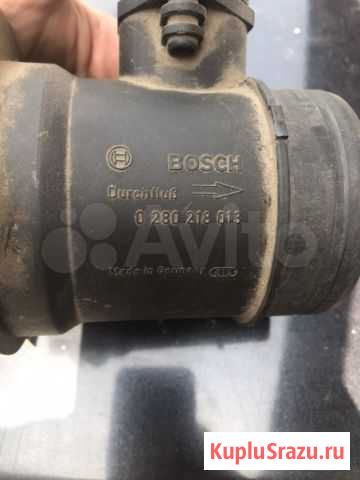 BOSCH
Durchfluß
0 280 218 013
Made in Germany
Avito
KupluSrazu.ru